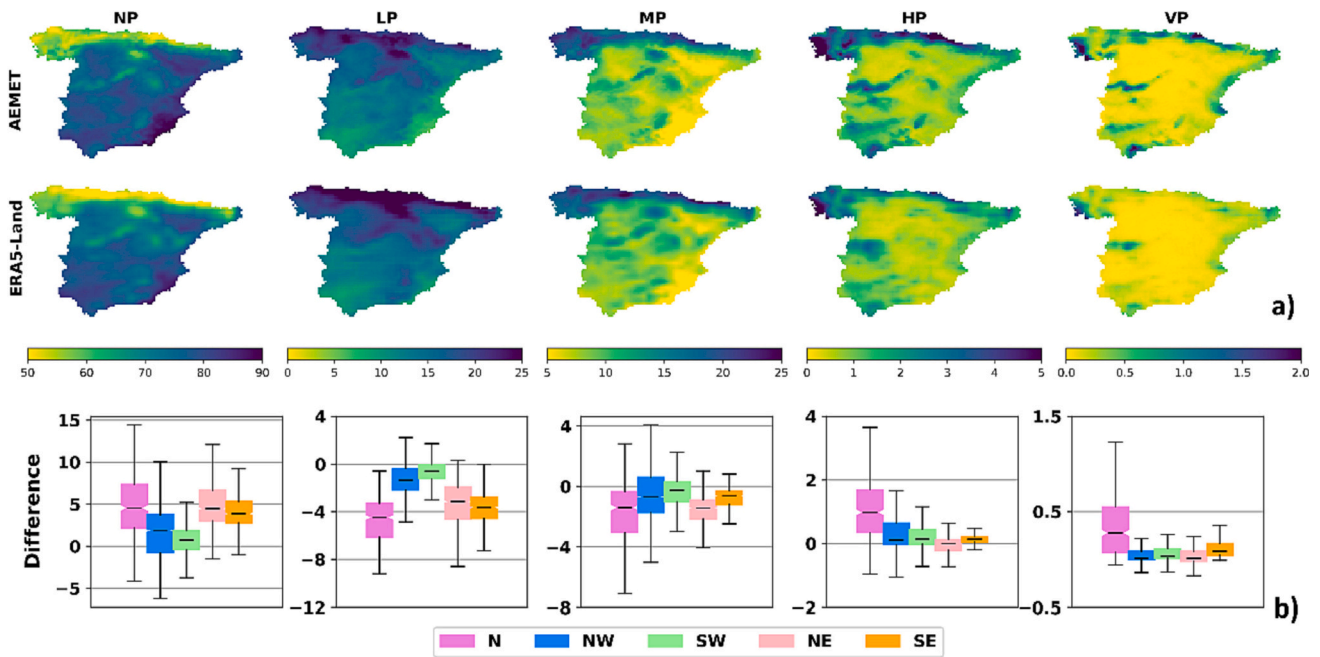 NP LP MP HP VP
AEMET
ERA5-Land
a)
50 60 70 80 90
0 5 10 15 20 25
5 10 15 20 25
0 1 2 3 4 5
0.0 0.5 1.0 1.5 2.0
Difference
15
10
5
0
−5
4
0
−4
−8
−12
4
0
−4
−8
4
2
0
−2
1.5
0.5
−0.5
b)
N NW SW NE SE